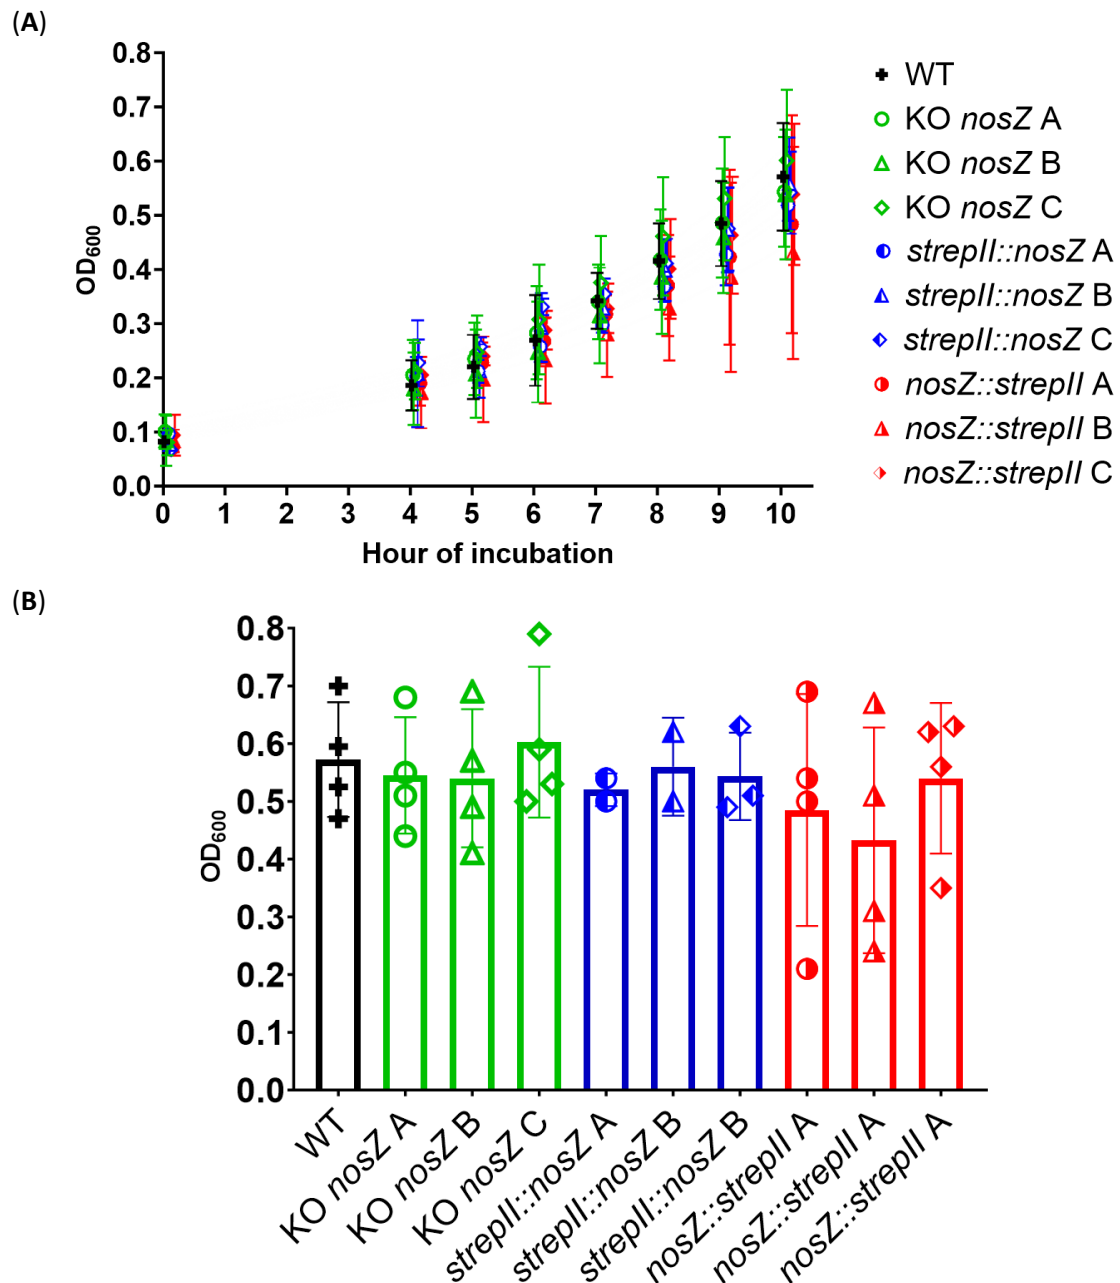 (A)
0.8
0.7
0.6
0.5
0.4
0.3
0.2
0.1
0.0
OD600
0 1 2 3 4 5 6 7 8 9 10
Hour of incubation
WT
KO nosZ A
KO nosZ B
KO nosZ C
strepII::nosZ A
strepII::nosZ B
strepII::nosZ C
nosZ::strepII A
nosZ::strepII B
nosZ::strepII C
(B)
0.8
0.7
0.6
0.5
0.4
0.3
0.2
0.1
0.0
OD600
WT
KO nosZ A
KO nosZ B
KO nosZ C
strepII::nosZ A
strepII::nosZ B
strepII::nosZ B
nosZ::strepII A
nosZ::strepII A
nosZ::strepII A